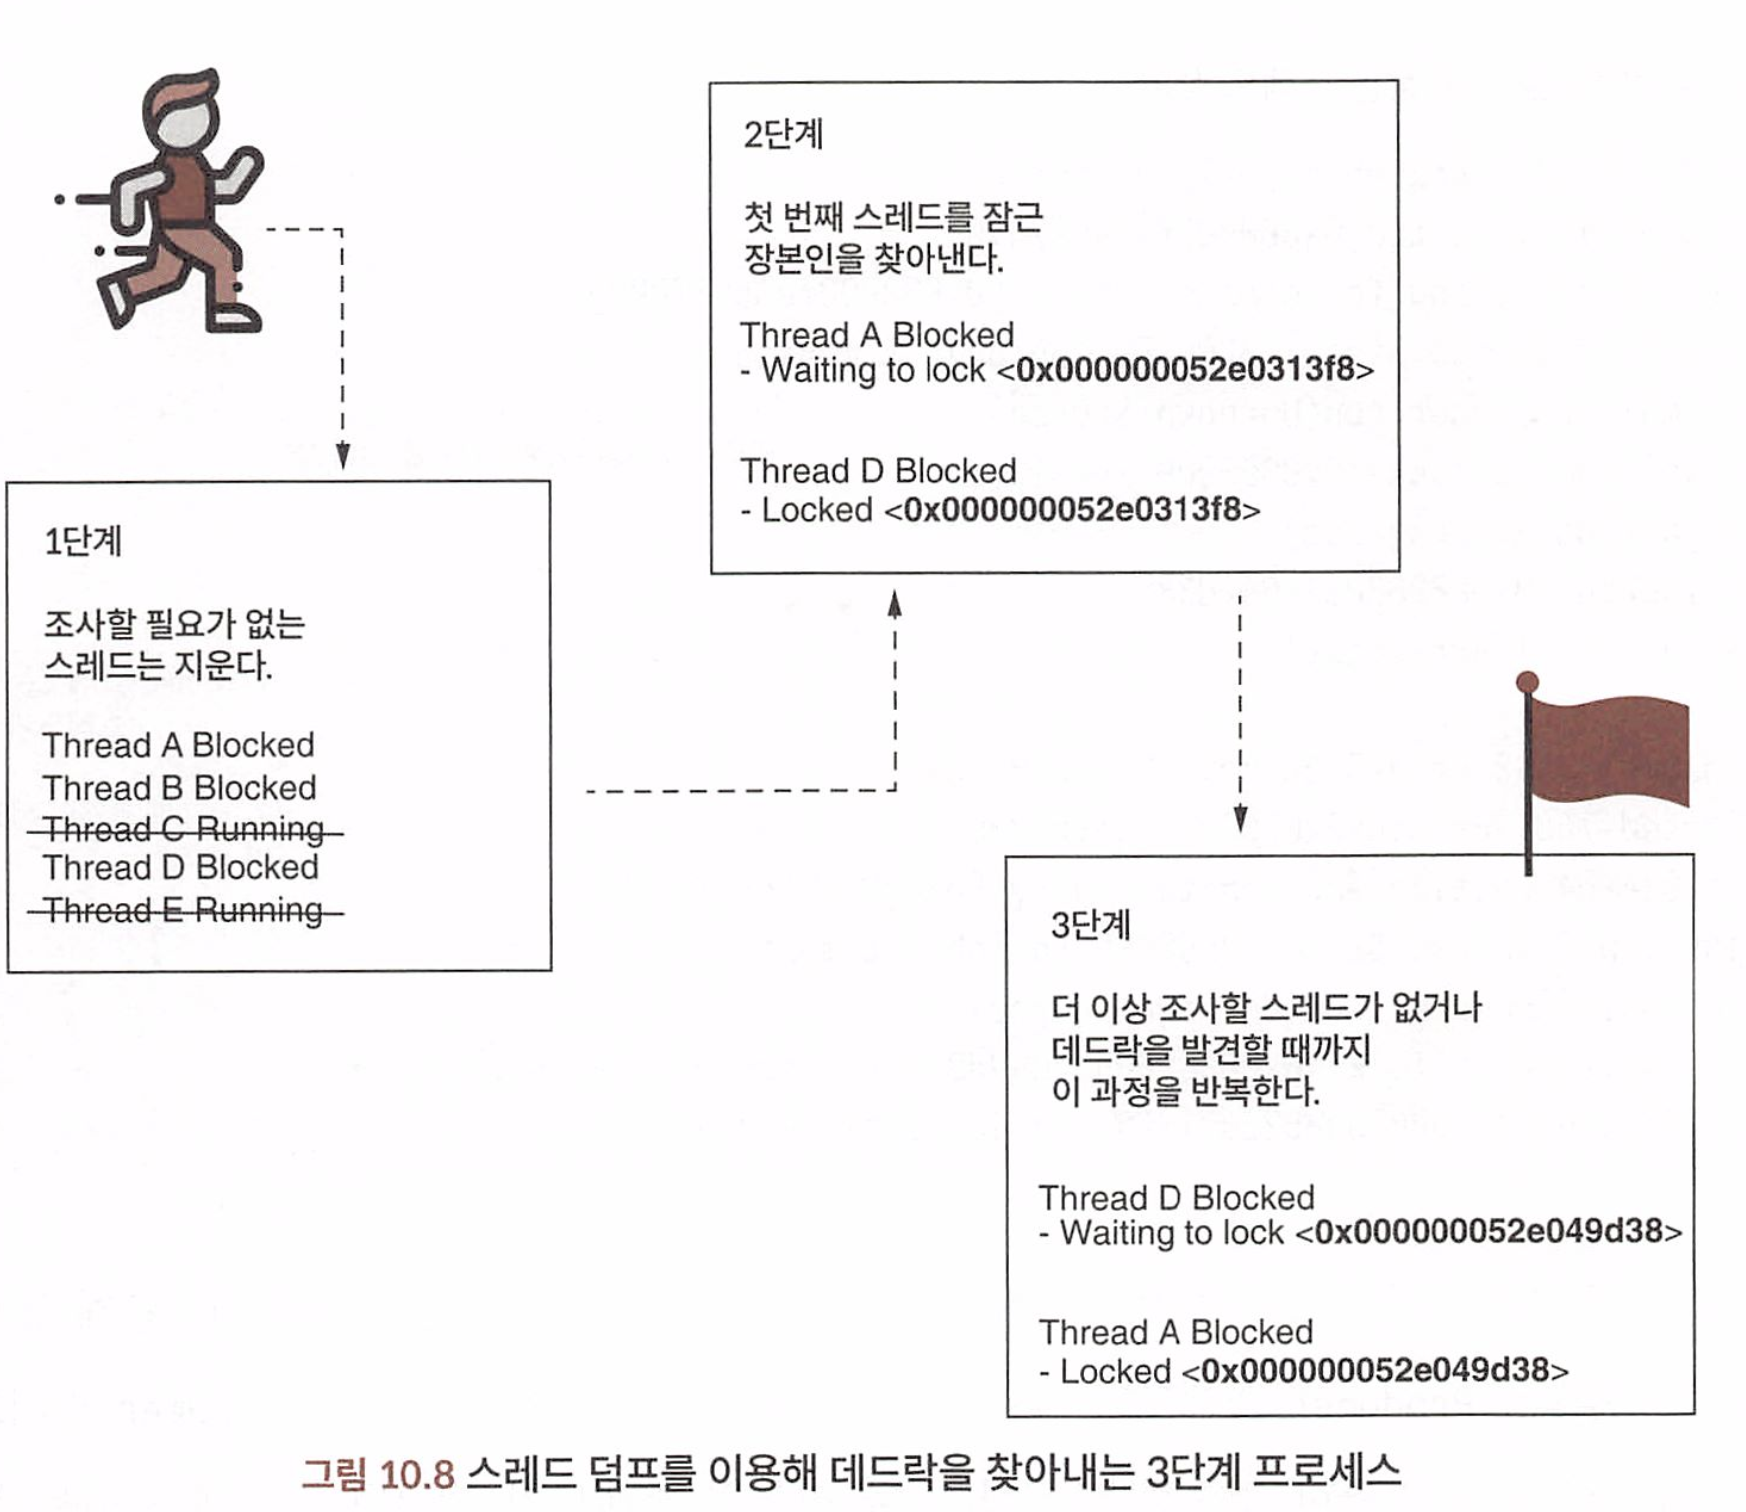 1단계
조사할 필요가 없는
스레드는 지운다.
Thread A Blocked
Thread B Blocked
Thread C Running
Thread D Blocked
Thread E Running
2단계
첫 번째 스레드를 잠근
장본인을 찾아낸다.
Thread A Blocked
- Waiting to lock <0x000000052e0313f8>
Thread D Blocked
- Locked <0x000000052e0313f8>
3단계
더 이상 조사할 스레드가 없거나
데드락을 발견할 때까지
이 과정을 반복한다.
Thread D Blocked
- Waiting to lock <0x000000052e049d38>
Thread A Blocked
- Locked <0x000000052e049d38>
그림 10.8 스레드 덤프를 이용해 데드락을 찾아내는 3단계 프로세스